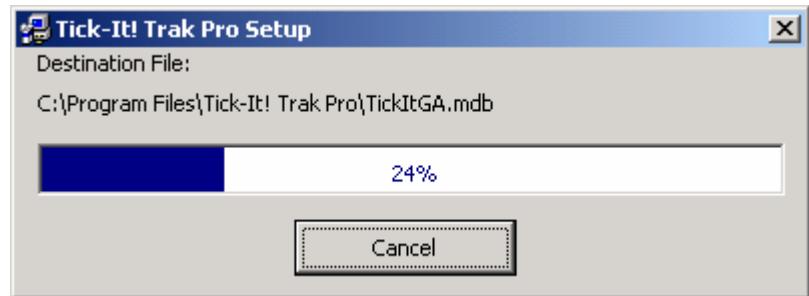 Tick-It! Trak Pro Setup
Destination File:
C:\Program Files\Tick-It! Trak Pro\TickItGA.mdb
24%
Cancel